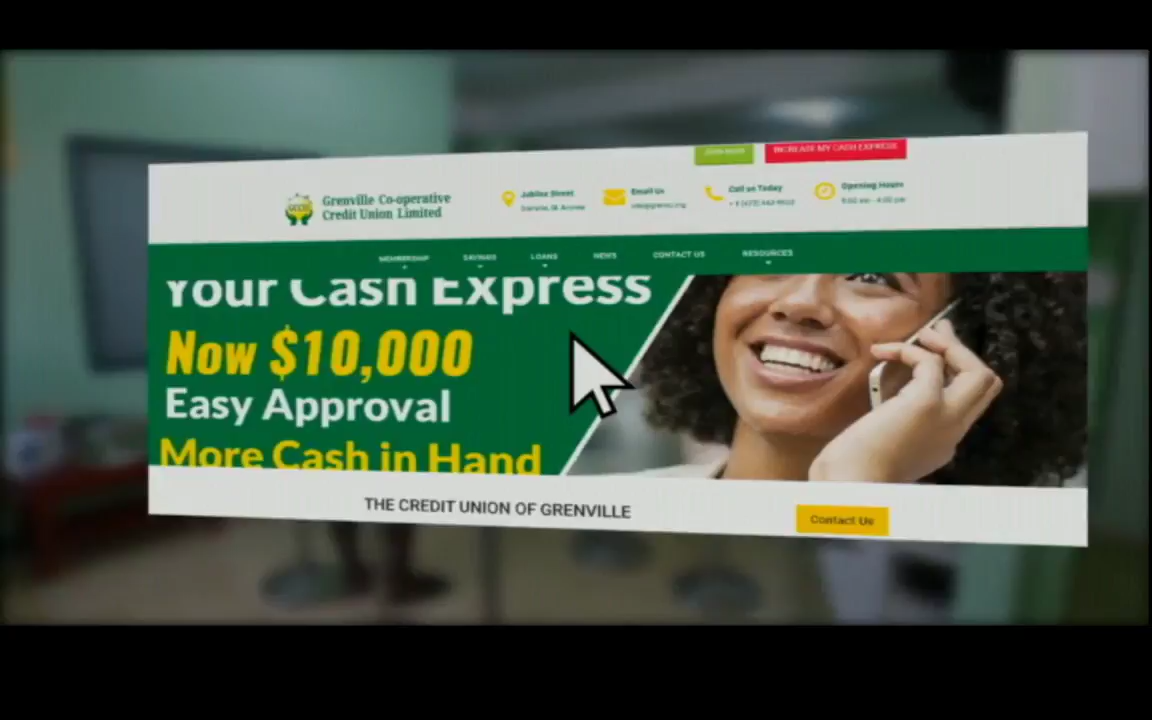 JOIN NOW
INCREASE MY CASH EXPRESS
Grenville Co-operative
Credit Union Limited
Jubilee Street
Email Us
Call us Today
Opening Hours
MEMBERSHIP SAVINGS LOANS NEWS CONTACT US RESOURCES
Your Cash Express
Now $10,000
Easy Approval
More Cash in Hand
THE CREDIT UNION OF GRENVILLE
Contact Us